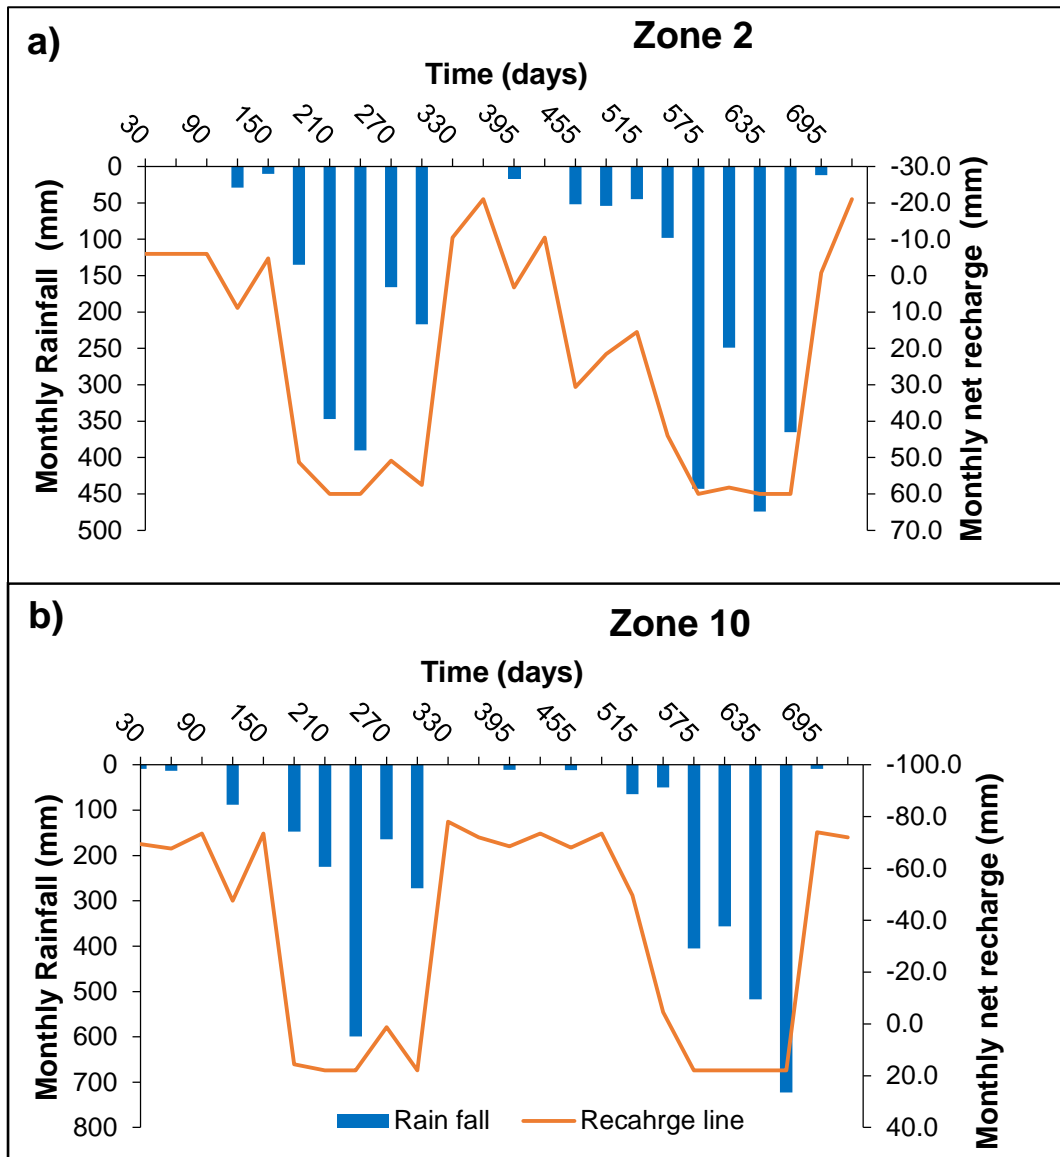 a)
Zone 2
Time (days)
30 90 150 210 270 330 395 455 515 575 635 695
Monthly Rainfall (mm)
0 -30.0
50 -20.0
100 -10.0
150 0.0
200 10.0
250 20.0
300 30.0
350 40.0
400 50.0
450 60.0
500 70.0
Monthly net recharge (mm)
b)
Zone 10
Time (days)
30 90 150 210 270 330 395 455 515 575 635 695
Monthly Rainfall (mm)
0 -100.0
100 -80.0
200 -60.0
300 -40.0
400
500 -20.0
600 0.0
700 20.0
800 40.0
Monthly net recharge (mm)
Rain fall Recahrge line